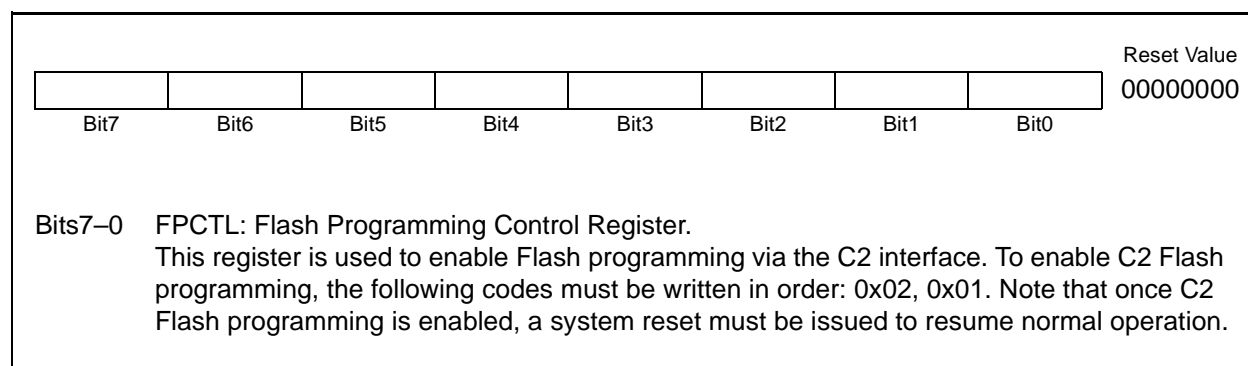 Reset Value
00000000
Bit7 Bit6 Bit5 Bit4 Bit3 Bit2 Bit1 Bit0
Bits7–0 FPCTL: Flash Programming Control Register.
This register is used to enable Flash programming via the C2 interface. To enable C2 Flash
programming, the following codes must be written in order: 0x02, 0x01. Note that once C2
Flash programming is enabled, a system reset must be issued to resume normal operation.